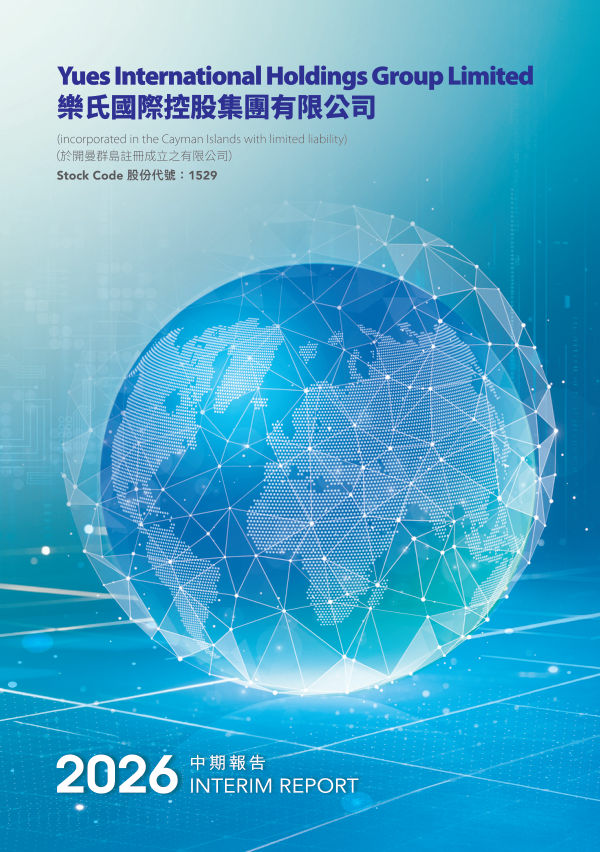 Yues International Holdings Group Limited
樂氏國際控股集團有限公司
(incorporated in the Cayman Islands with limited liability)
(於開曼群島註冊成立之有限公司)
Stock Code 股份代號：1529
2026 中期報告
INTERIM REPORT